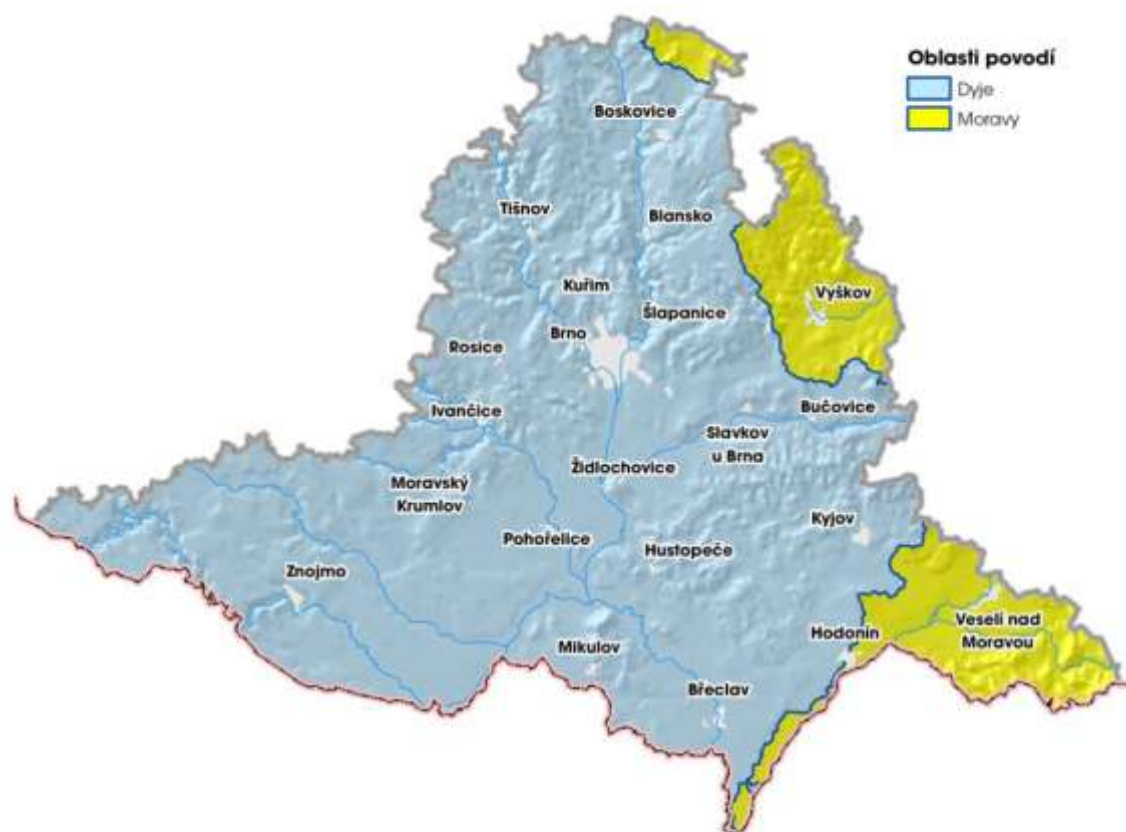 Oblasti povodí
Dyje
Moravy
Boskovice
Tišnov
Blansko
Kuřim
Vyškov
Šlapanice
Brno
Rosice
Ivančice
Bučovice
Slavkov
u Brna
Židlochovice
Moravský
Krumlov
Kyjov
Pohořelice
Hustopeče
Znojmo
Veselí nad
Moravou
Hodonín
Mikulov
Břeclav